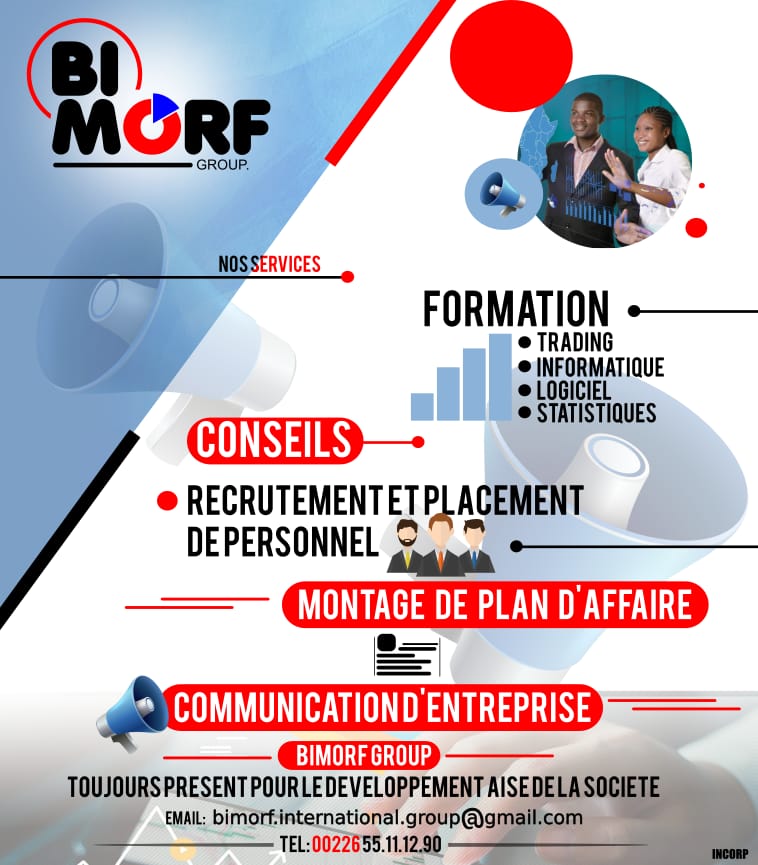 BI
MORF
GROUP.
NOS SERVICES
FORMATION
• TRADING
• INFORMATIQUE
• LOGICIEL
• STATISTIQUES
CONSEILS
• RECRUTEMENT ET PLACEMENT
DE PERSONNEL
MONTAGE DE PLAN D'AFFAIRE
COMMUNICATION D'ENTREPRISE
BIMORF GROUP
TOUJOURS PRESENT POUR LE DEVELOPPEMENT AISE DE LA SOCIETE
EMAIL: bimorf.international.group@gmail.com
TEL: 00226 55.11.12.90
INCORP